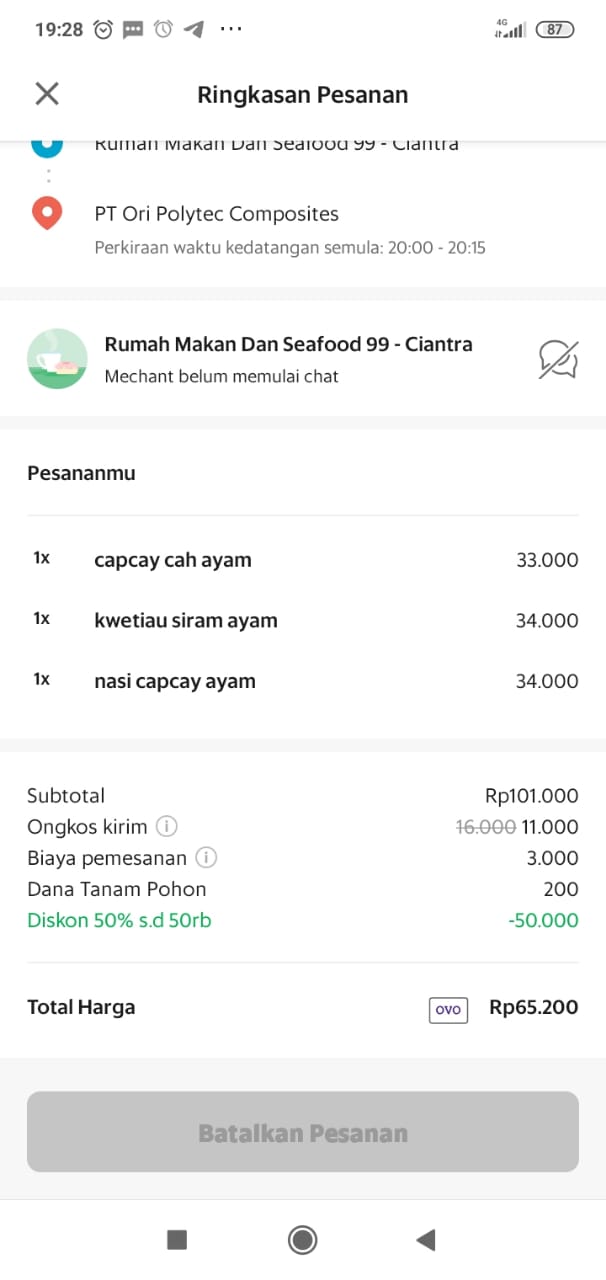 19:28
4G
87
Ringkasan Pesanan
Rumah Makan Dan Seafood 99 - Ciantra
PT Ori Polytec Composites
Perkiraan waktu kedatangan semula: 20:00 - 20:15
Rumah Makan Dan Seafood 99 - Ciantra
Mechant belum memulai chat
Pesananmu
1x capcay cah ayam 33.000
1x kwetiau siram ayam 34.000
1x nasi capcay ayam 34.000
Subtotal Rp101.000
Ongkos kirim 16.000 11.000
Biaya pemesanan 3.000
Dana Tanam Pohon 200
Diskon 50% s.d 50rb -50.000
Total Harga OVO Rp65.200
Batalkan Pesanan